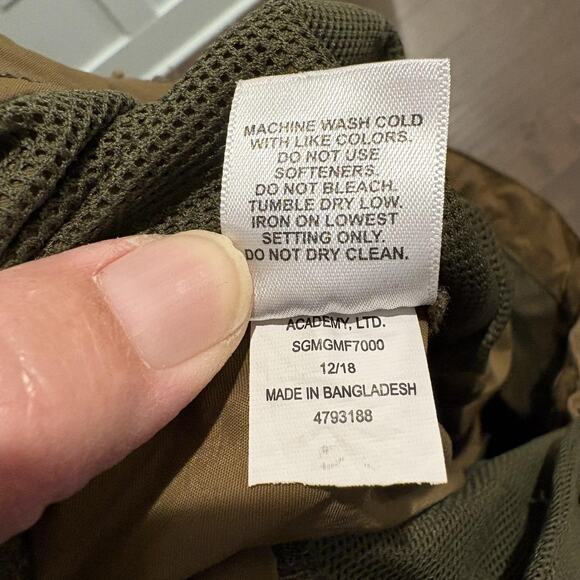 MACHINE WASH COLD
WITH LIKE COLORS.
DO NOT USE
SOFTENERS.
DO NOT BLEACH.
TUMBLE DRY LOW.
IRON ON LOWEST
SETTING ONLY.
DO NOT DRY CLEAN.
ACADEMY, LTD.
SGMGMF7000
12/18
MADE IN BANGLADESH
4793188